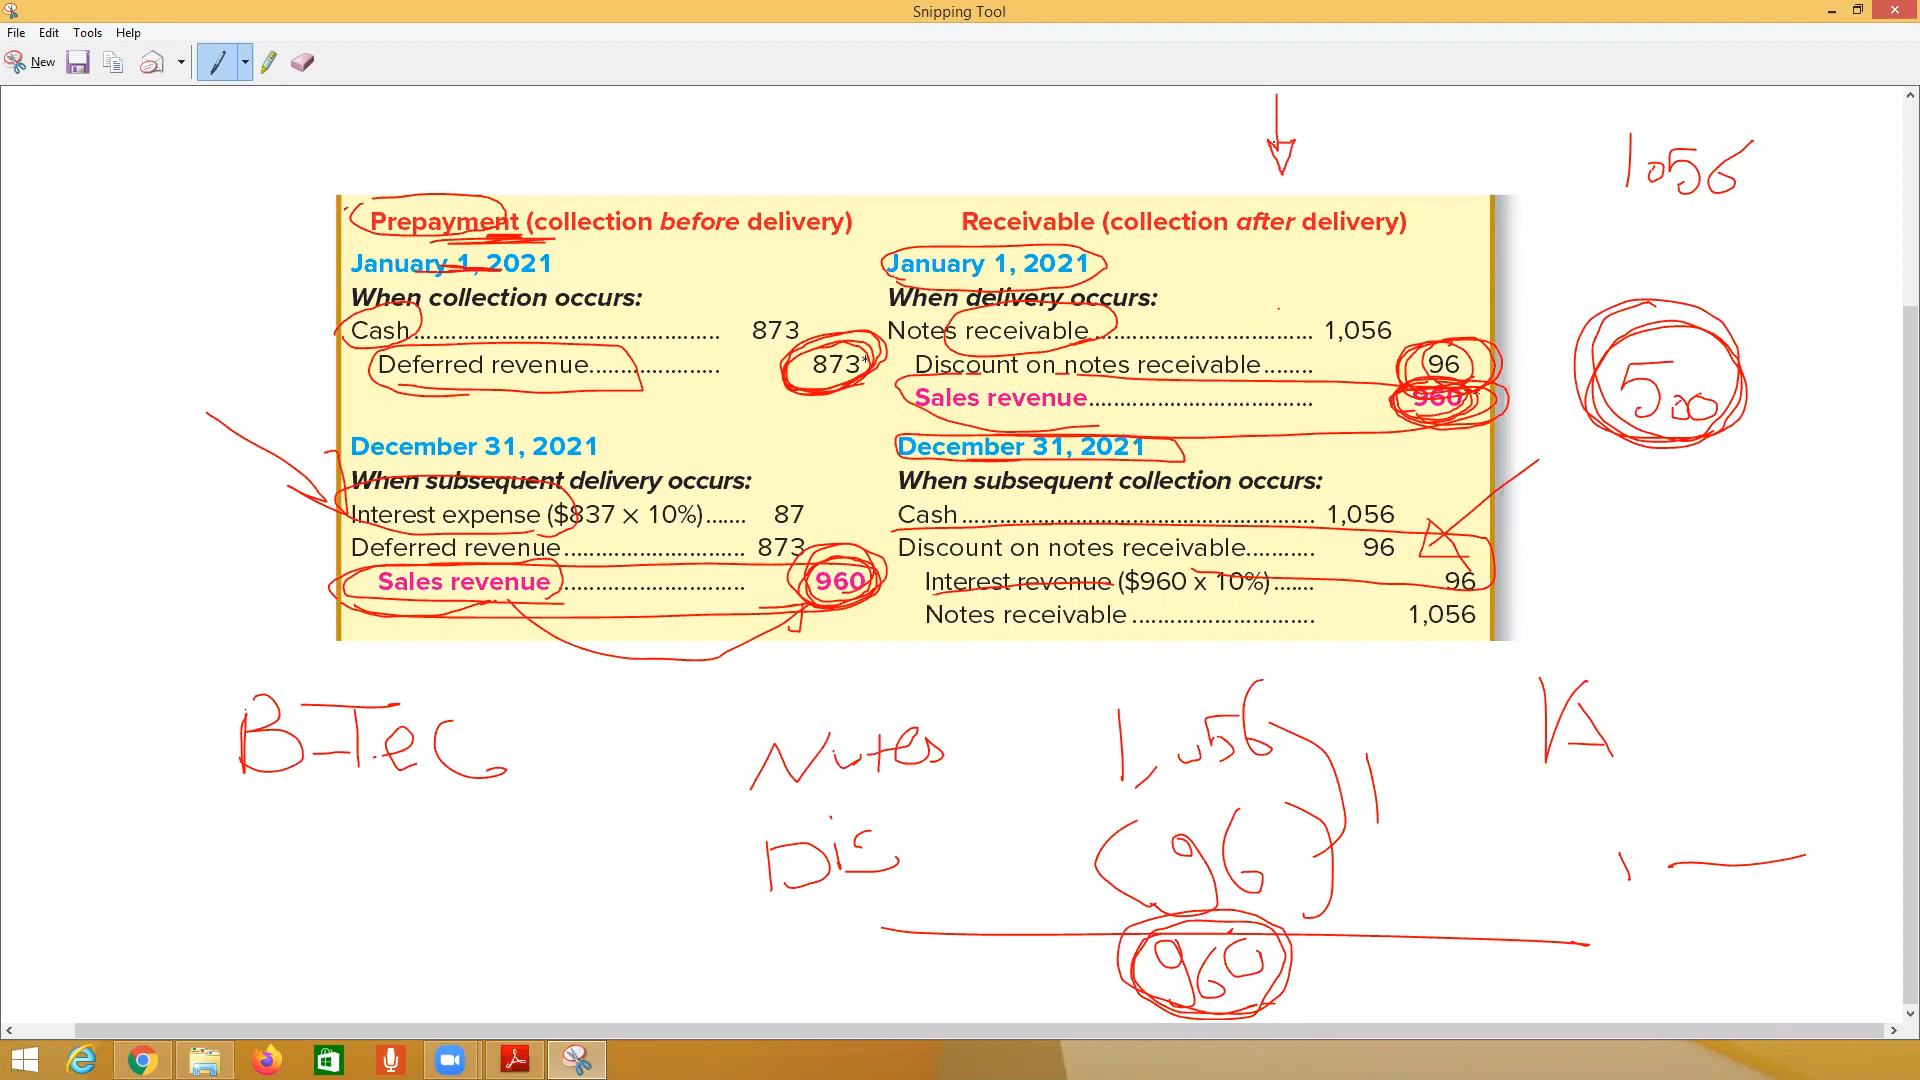 Snipping Tool
File Edit Tools Help
New
1056
Prepayment (collection before delivery)
January 1, 2021
When collection occurs:
Cash.................................................. 873
Deferred revenue..................... 873*
December 31, 2021
When subsequent delivery occurs:
Interest expense ($837 × 10%)....... 87
Deferred revenue.......................... 873
Sales revenue .............................. 960
Receivable (collection after delivery)
January 1, 2021
When delivery occurs:
Notes receivable.................................... 1,056
Discount on notes receivable........ 96
Sales revenue..................................... 960*
December 31, 2021
When subsequent collection occurs:
Cash............................................... 1,056
Discount on notes receivable........... 96
Interest revenue ($960 x 10%)....... 96
Notes receivable .............................. 1,056
500
B-Tec
Notes 1,056
Dis (96)
960